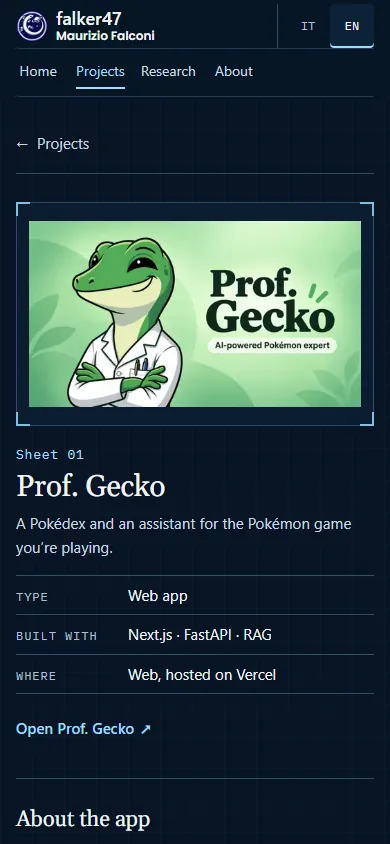 falker47
Maurizio Falconi
IT
EN
Home
Projects
Research
About
← Projects
Prof.
Gecko
AI-powered Pokémon expert
Sheet 01
Prof. Gecko
A Pokédex and an assistant for the Pokémon game
you’re playing.
TYPE
Web app
BUILT WITH
Next.js · FastAPI · RAG
WHERE
Web, hosted on Vercel
Open Prof. Gecko ↗
About the app